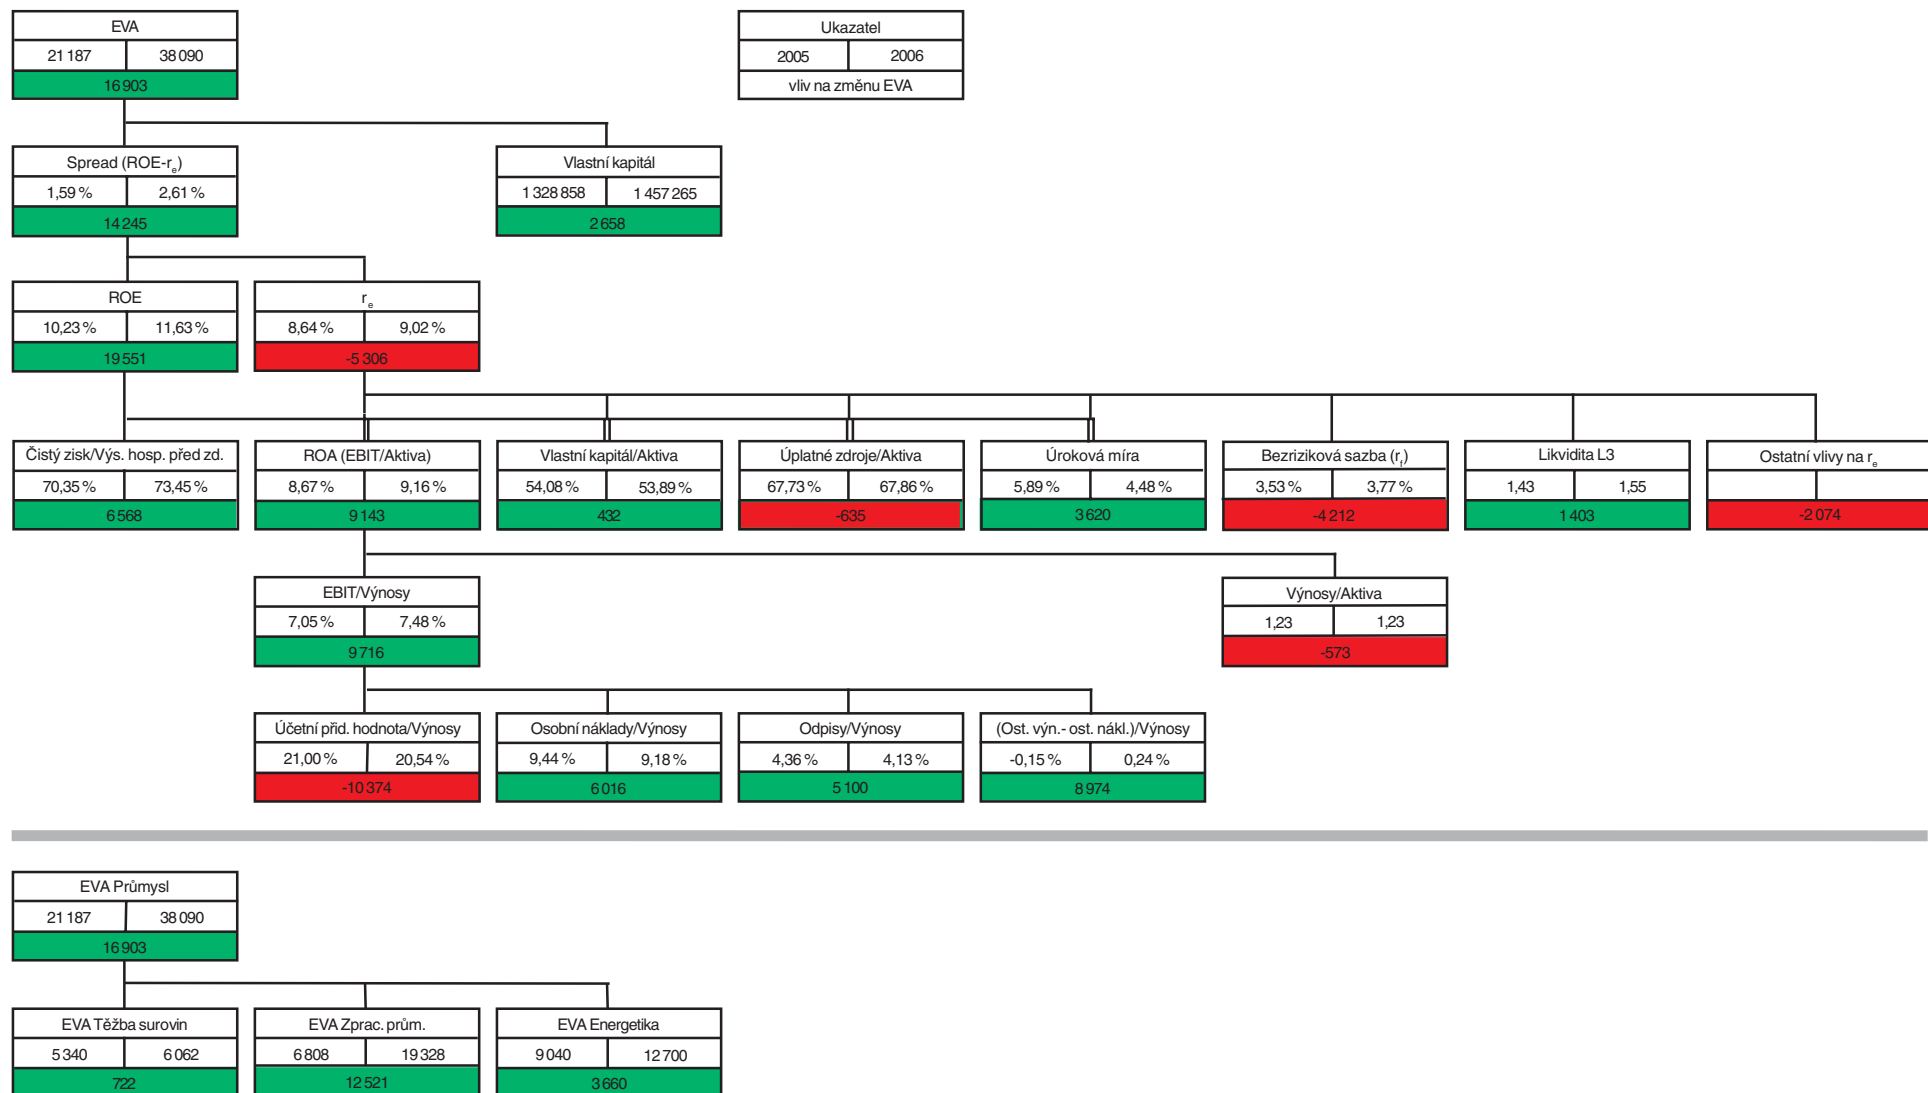 EVA
21 187 38 090
16 903
Ukazatel
2005 2006
vliv na změnu EVA
Spread (ROE-re)
1,59 % 2,61 %
14 245
Vlastní kapitál
1 328 858 1 457 265
2 658
ROE
10,23 % 11,63 %
19 551
re
8,64 % 9,02 %
-5 306
Čistý zisk/Výs. hosp. před zd.
70,35 % 73,45 %
6 568
ROA (EBIT/Aktiva)
8,67 % 9,16 %
9 143
Vlastní kapitál/Aktiva
54,08 % 53,89 %
432
Úplatné zdroje/Aktiva
67,73 % 67,86 %
-635
Úroková míra
5,89 % 4,48 %
3 620
Bezriziková sazba (rf)
3,53 % 3,77 %
-4 212
Likvidita L3
1,43 1,55
1 403
Ostatní vlivy na re
-2 074
EBIT/Výnosy
7,05 % 7,48 %
9 716
Výnosy/Aktiva
1,23 1,23
-573
Účetní přid. hodnota/Výnosy
21,00 % 20,54 %
-10 374
Osobní náklady/Výnosy
9,44 % 9,18 %
6 016
Odpisy/Výnosy
4,36 % 4,13 %
5 100
(Ost. výn.- ost. nákl.)/Výnosy
-0,15 % 0,24 %
8 974
EVA Průmysl
21 187 38 090
16 903
EVA Těžba surovin
5 340 6 062
722
EVA Zprac. prům.
6 808 19 328
12 521
EVA Energetika
9 040 12 700
3 660